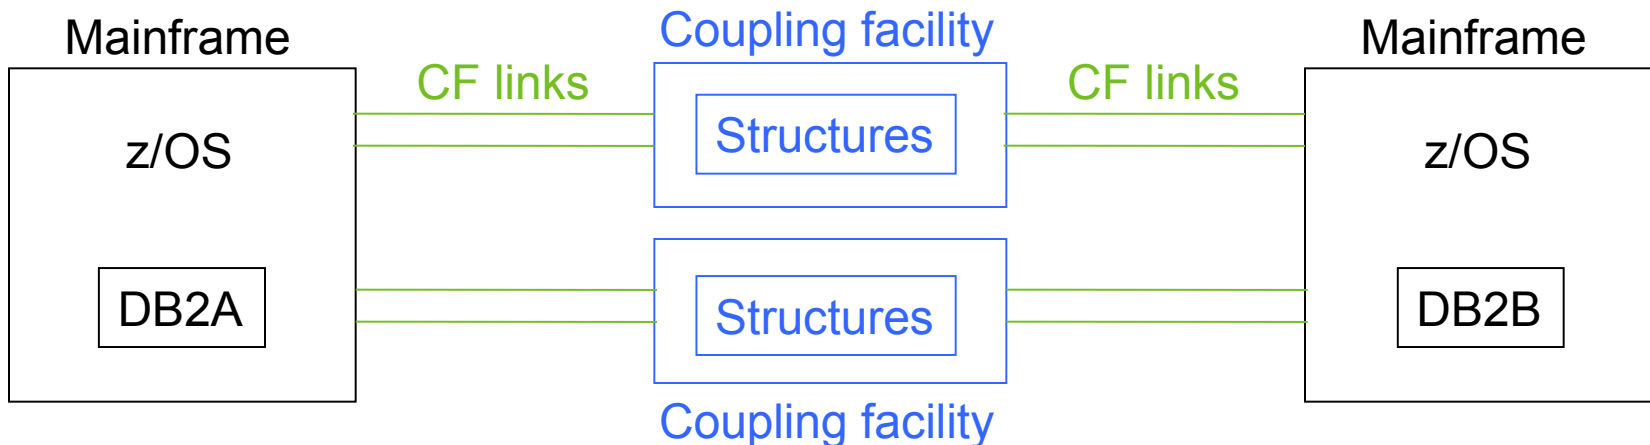 Mainframe
Coupling facility
Mainframe
CF links
CF links
z/OS
Structures
z/OS
DB2A
Structures
DB2B
Coupling facility